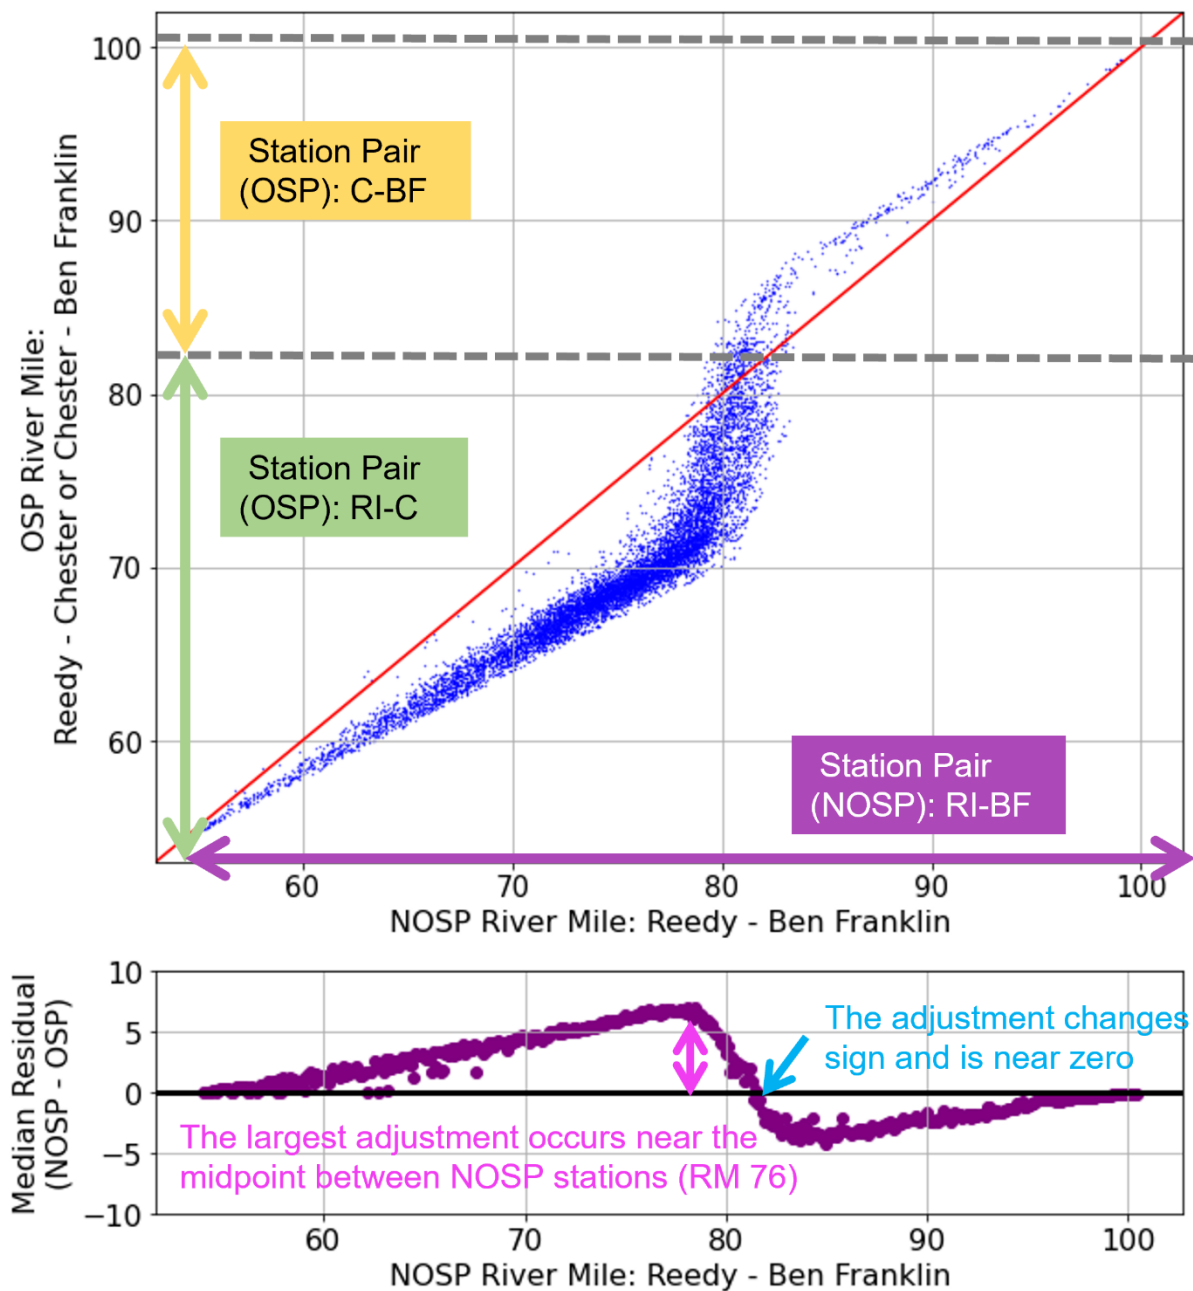 100
90
80
70
60
OSP River Mile:
Reedy - Chester or Chester - Ben Franklin
Station Pair
(OSP): C-BF
Station Pair
(OSP): RI-C
Station Pair
(NOSP): RI-BF
60
70
80
90
100
NOSP River Mile: Reedy - Ben Franklin
10
5
0
−5
−10
Median Residual
(NOSP - OSP)
The adjustment changes
sign and is near zero
The largest adjustment occurs near the
midpoint between NOSP stations (RM 76)
60
70
80
90
100
NOSP River Mile: Reedy - Ben Franklin